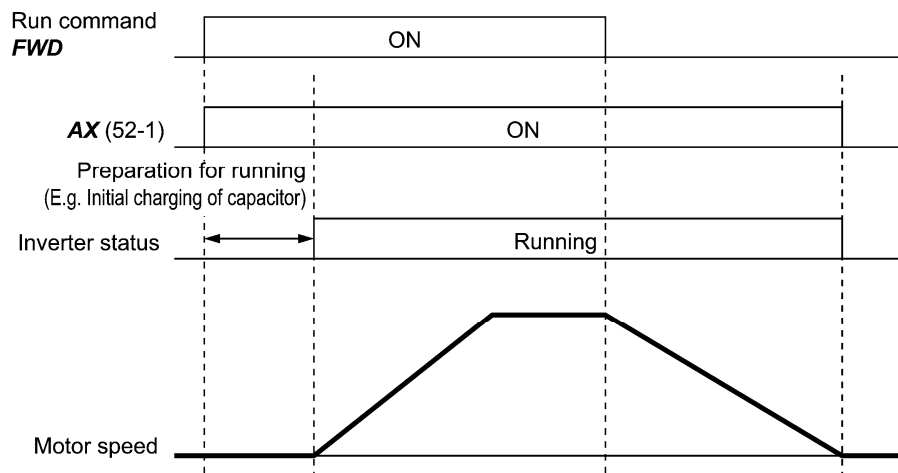 Run command
FWD
ON
AX (52-1)
ON
Preparation for running
(E.g. Initial charging of capacitor)
Inverter status
Running
Motor speed